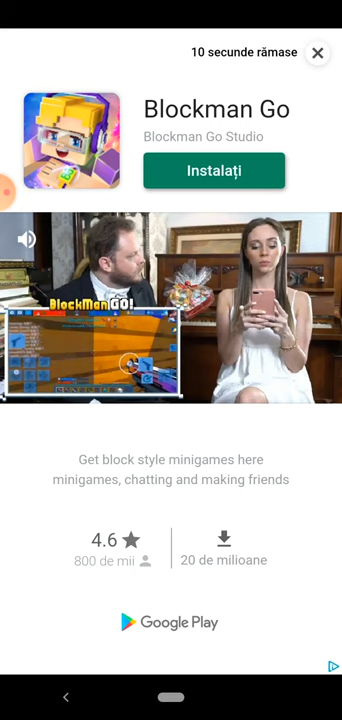 10 secunde rămase
Blockman Go
Blockman Go Studio
Instalați
BlockMan GO!
Get block style minigames here
minigames, chatting and making friends
4.6
800 de mii
20 de milioane
Google Play